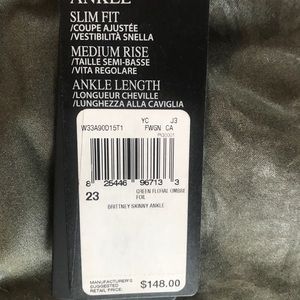 ANKLE
SLIM FIT
/COUPE AJUSTÉE
/VESTIBILITÀ SNELLA
MEDIUM RISE
/TAILLE SEMI-BASSE
/VITA REGOLARE
ANKLE LENGTH
/LONGUEUR CHEVILLE
/LUNGHEZZA ALLA CAVIGLIA
YC J3
W33A90D15T1 FWGN CA
PG0001
8 25446 96713 3
23 GREEN FLORAL OMBRE
FOIL
BRITTNEY SKINNY ANKLE
MANUFACTURER'S
SUGGESTED
RETAIL PRICE:
$148.00